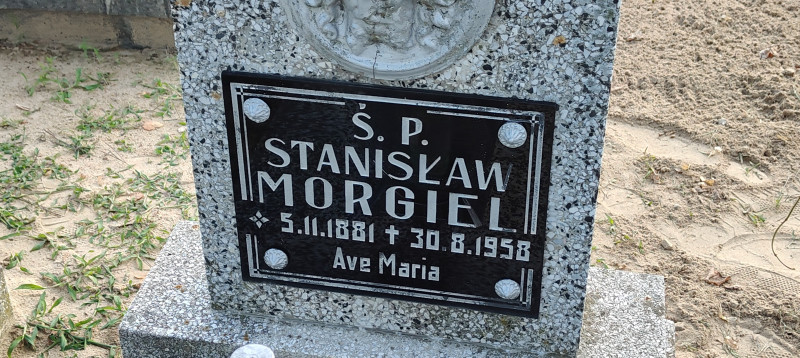 Ś. P.
STANISŁAW
MORGIEL
5.11.1881 † 30.8.1958
Ave Maria